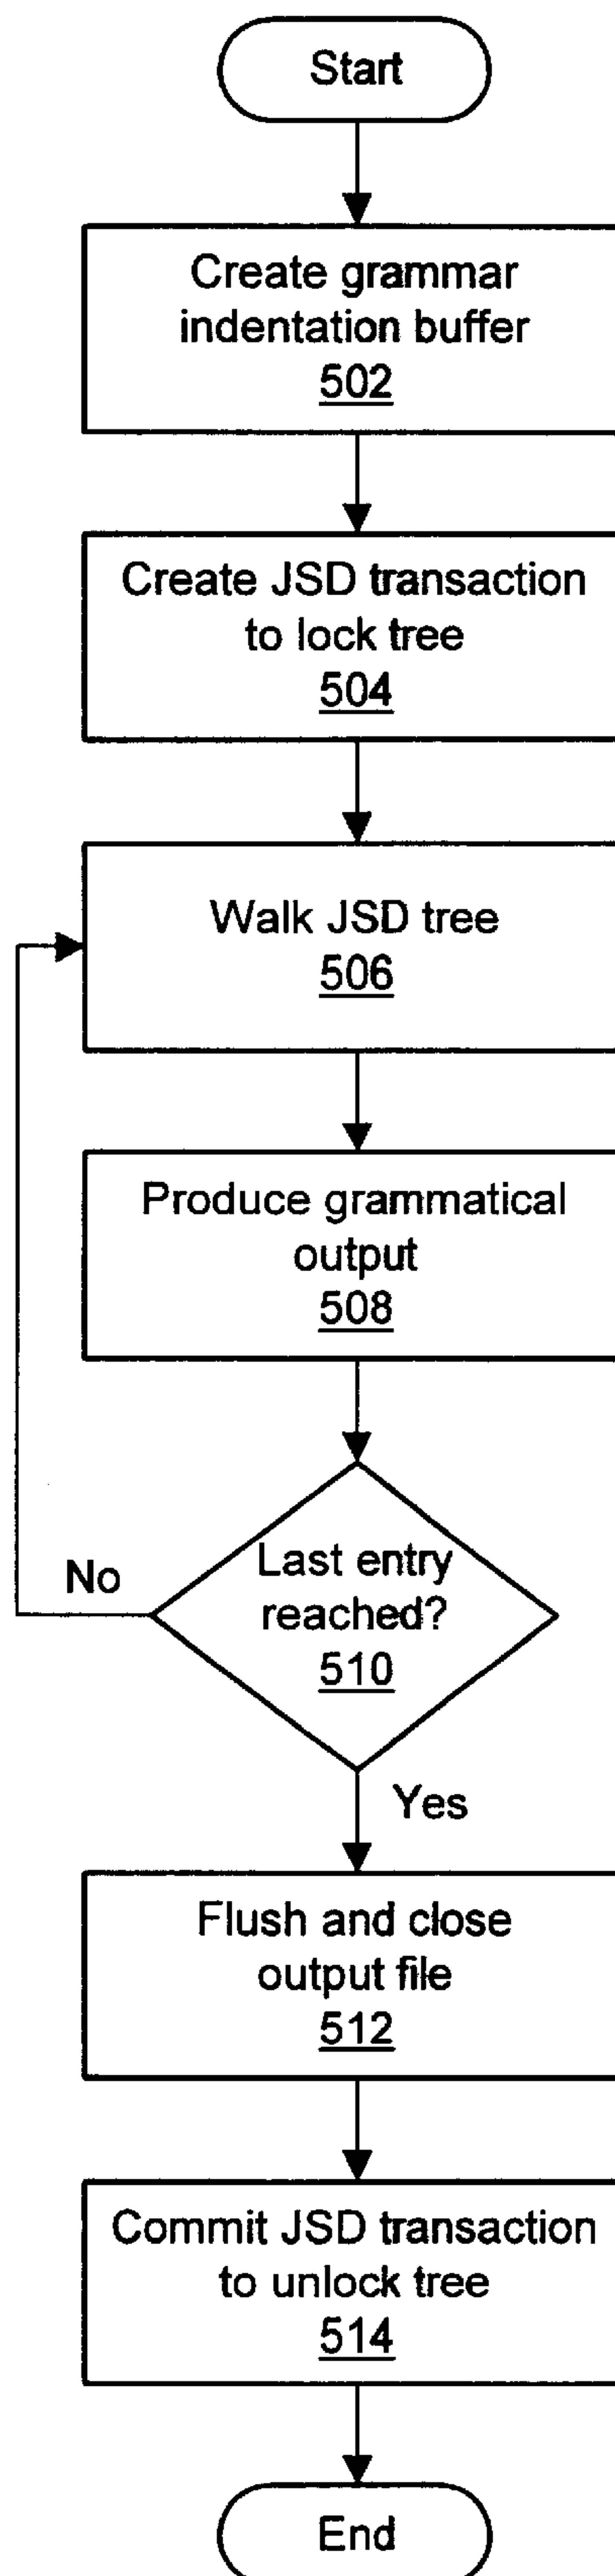 Start
Create grammar
indentation buffer
502
Create JSD transaction
to lock tree
504
Walk JSD tree
506
Produce grammatical
output
508
Last entry
reached?
510
No
Yes
Flush and close
output file
512
Commit JSD transaction
to unlock tree
514
End